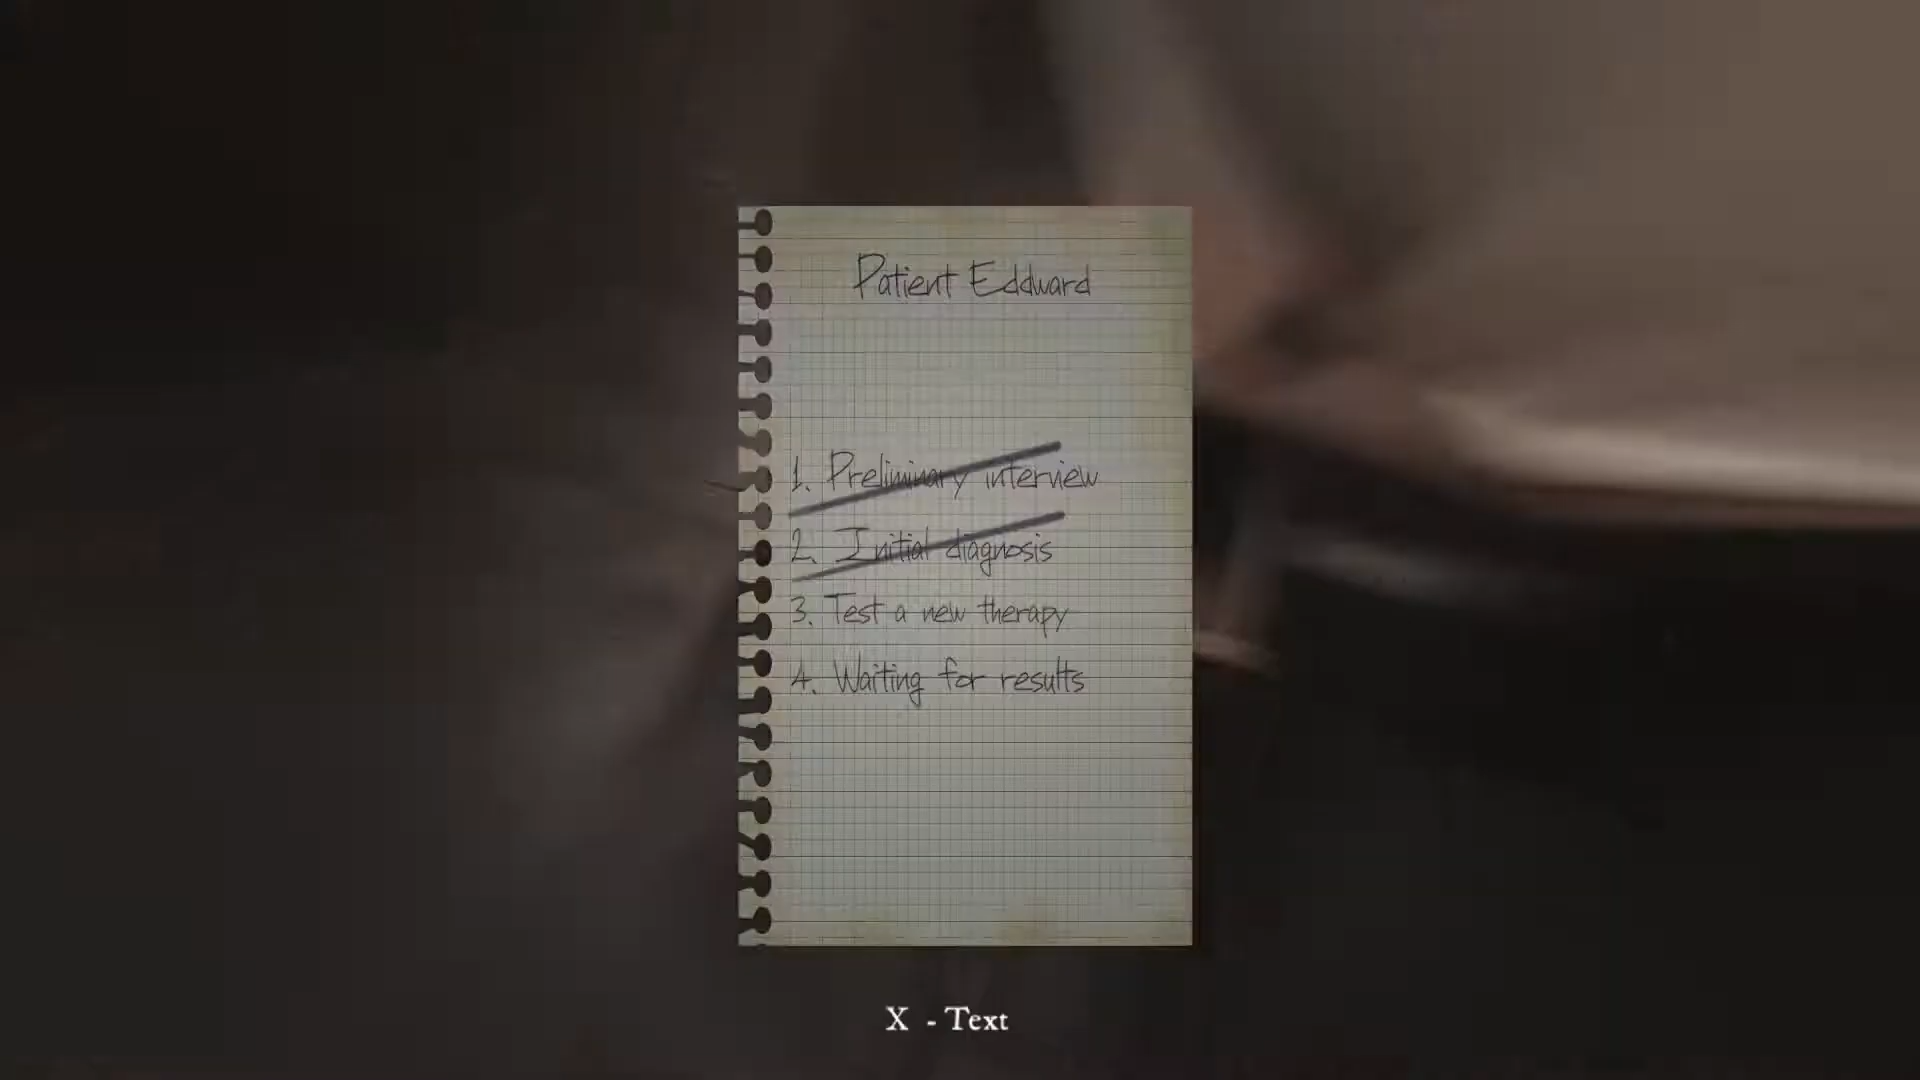 Patient Eddward
1. Preliminary interview
2. Initial diagnosis
3. Test a new therapy
4. Waiting for results
X - Text